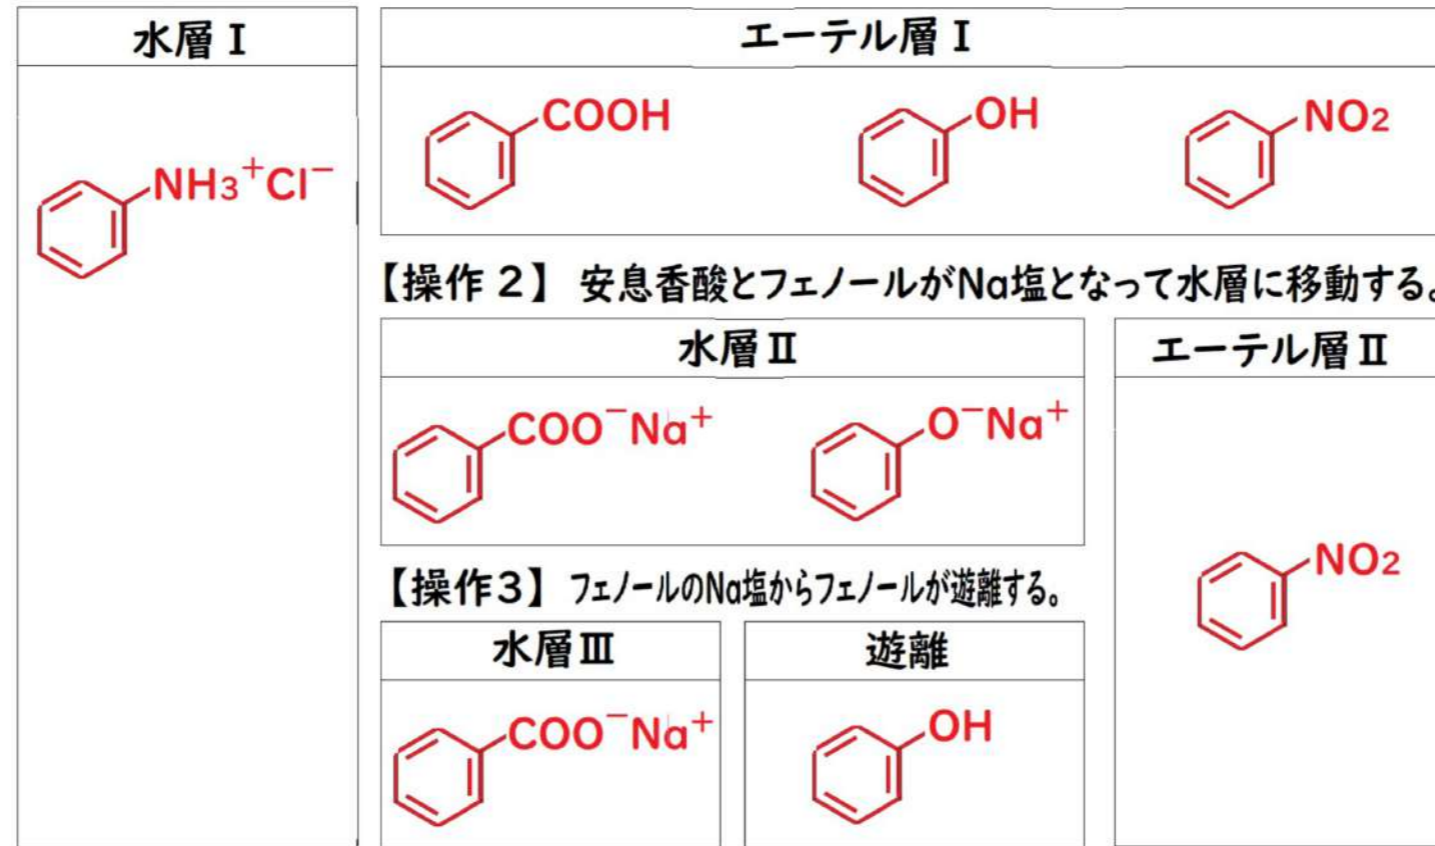 水層Ⅰ
エーテル層Ⅰ
NH3+Cl−
COOH
OH
NO2
【操作2】 安息香酸とフェノールがNa塩となって水層に移動する。
水層Ⅱ
エーテル層Ⅱ
COO−Na+
O−Na+
NO2
【操作3】 フェノールのNa塩からフェノールが遊離する。
水層Ⅲ
遊離
COO−Na+
OH